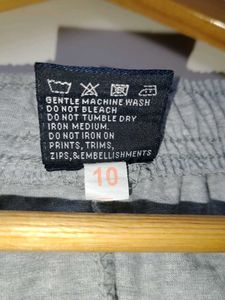 GENTLE MACHINE WASH
DO NOT BLEACH
DO NOT TUMBLE DRY
IRON MEDIUM.
DO NOT IRON ON
PRINTS, TRIMS,
ZIPS,&EMBELLISHMENTS
10